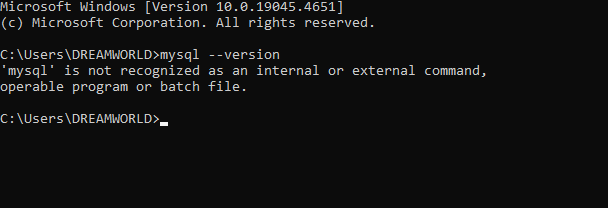 Microsoft Windows [Version 10.0.19045.4651]
(c) Microsoft Corporation. All rights reserved.
C:\Users\DREAMWORLD>mysql --version
'mysql' is not recognized as an internal or external command,
operable program or batch file.
C:\Users\DREAMWORLD>